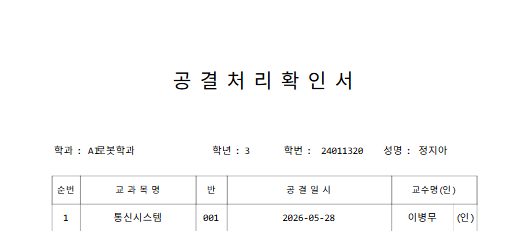 공 결 처 리 확 인 서
학과 : AI로봇학과 학년 : 3 학번 : 24011320 성명 : 정지아
순번 교 과 목 명 반 공 결 일 시 교수명(인)
1 통신시스템 001 2026-05-28 이병무 (인)